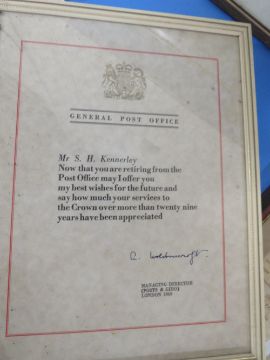 GENERAL POST OFFICE
Mr S. H. Kennerley
Now that you are retiring from the
Post Office may I offer you
my best wishes for the future and
say how much your services to
the Crown over more than twenty nine
years have been appreciated
MANAGING DIRECTOR
(POSTS & GIRO)
LONDON